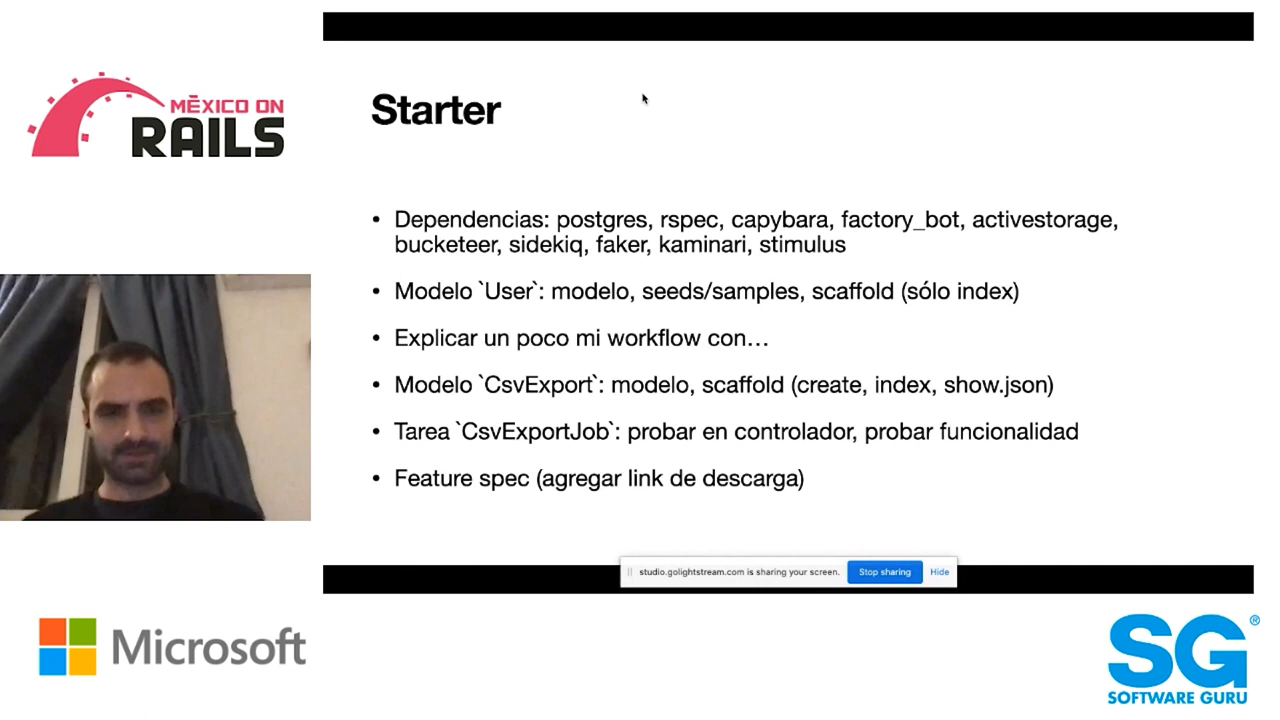 MÉXICO ON
RAILS
Starter
• Dependencias: postgres, rspec, capybara, factory_bot, activestorage,
bucketeer, sidekiq, faker, kaminari, stimulus
• Modelo `User`: modelo, seeds/samples, scaffold (sólo index)
• Explicar un poco mi workflow con…
• Modelo `CsvExport`: modelo, scaffold (create, index, show.json)
• Tarea `CsvExportJob`: probar en controlador, probar funcionalidad
• Feature spec (agregar link de descarga)
studio.golightstream.com is sharing your screen. Stop sharing Hide
Microsoft
SG®
SOFTWARE GURU